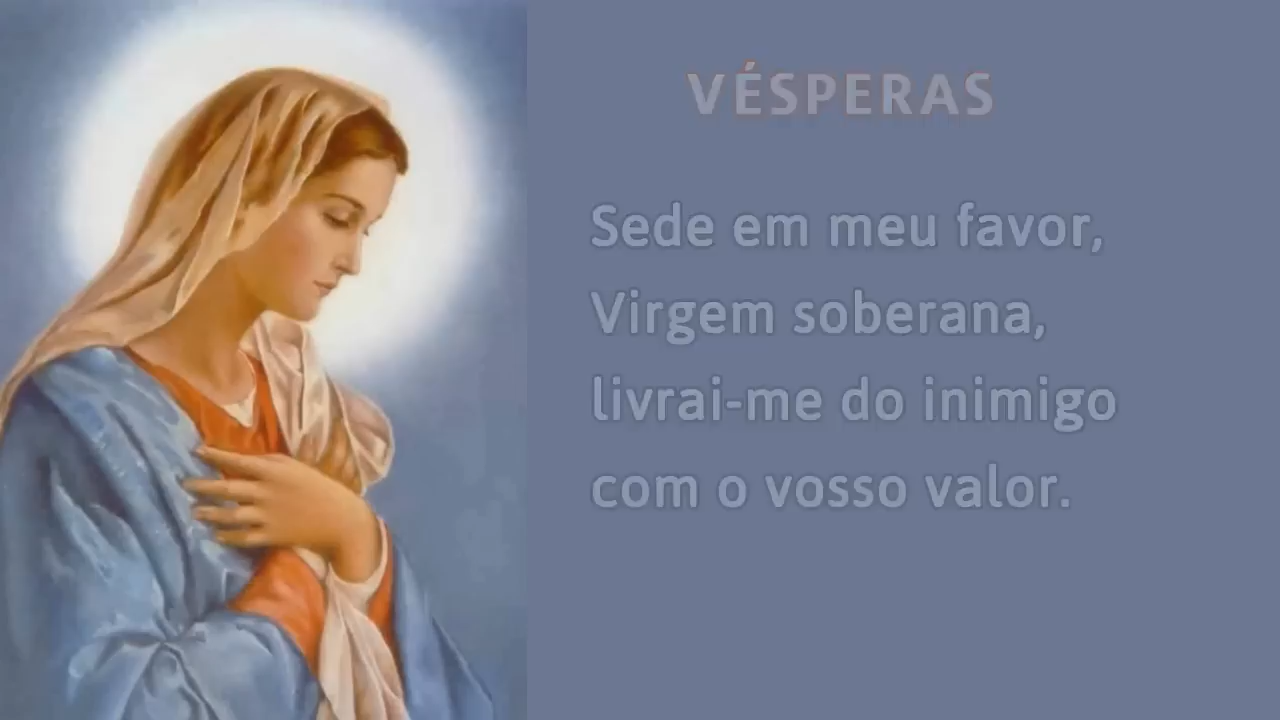 VÉSPERAS
Sede em meu favor,
Virgem soberana,
livrai-me do inimigo
com o vosso valor.